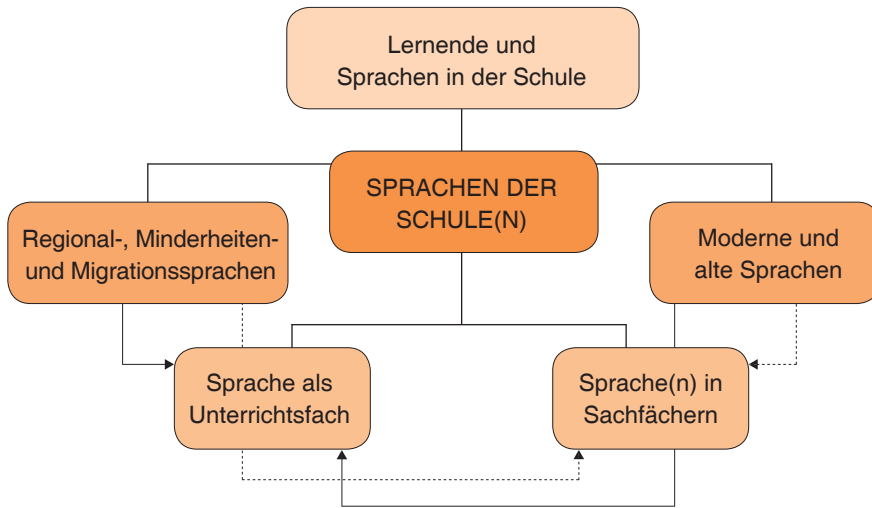 Lernende und
Sprachen in der Schule
SPRACHEN DER
SCHULE(N)
Regional-, Minderheiten-
und Migrationssprachen
Moderne und
alte Sprachen
Sprache als
Unterrichtsfach
Sprache(n) in
Sachfächern